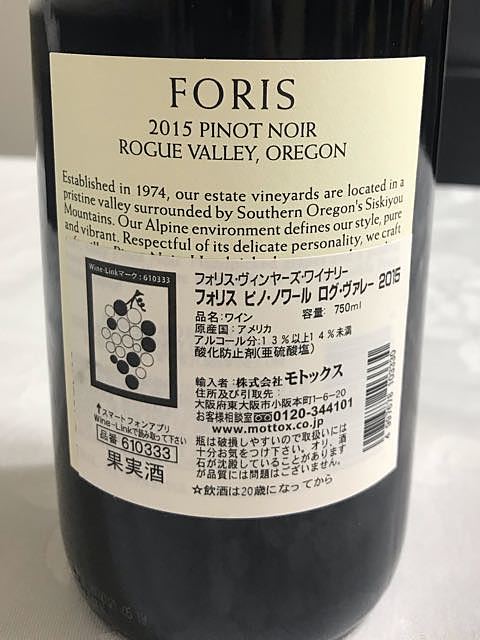 FORIS
2015 PINOT NOIR
ROGUE VALLEY, OREGON
Established in 1974, our estate vineyards are located in a
pristine valley surrounded by Southern Oregon's Siskiyou
Mountains. Our Alpine environment defines our style, pure
and vibrant. Respectful of its delicate personality, we craft
Wine-Linkマーク:610333
フォリス・ヴィンヤーズ・ワイナリー
フォリス ピノ・ノワール ログ・ヴァレー 2015
品名:ワイン 容量: 750ml
原産国:アメリカ
アルコール分:13%以上14%未満
酸化防止剤(亜硫酸塩)
輸入者:株式会社モトックス
住所及び引取先:
大阪府東大阪市小阪本町1-6-20
お客様相談室 0120-344101
www.mottox.co.jp
↑スマートフォンアプリ
Wine-Linkで読み取って下さい
品番 610333
果実酒
瓶は破損しやすいので取扱いには
十分お気をつけ下さい。オリ、酒
石が沈殿していることがあります
が品質には問題はございません。
☆飲酒は20歳になってから